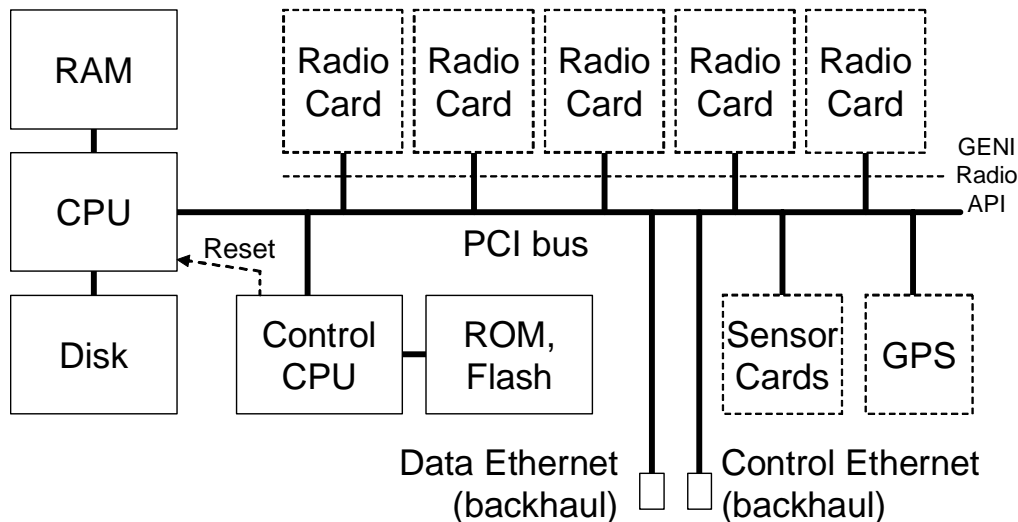 RAM
Radio
Card
Radio
Card
Radio
Card
Radio
Card
Radio
Card
GENI
Radio
API
CPU
PCI bus
Reset
Disk
Control
CPU
ROM,
Flash
Sensor
Cards
GPS
Data Ethernet
(backhaul)
Control Ethernet
(backhaul)